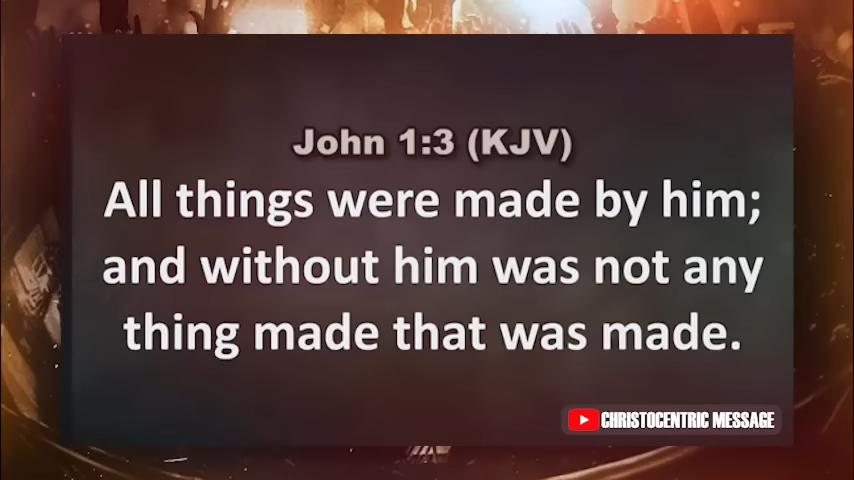 John 1:3 (KJV)
All things were made by him;
and without him was not any
thing made that was made.
CHRISTOCENTRIC MESSAGE